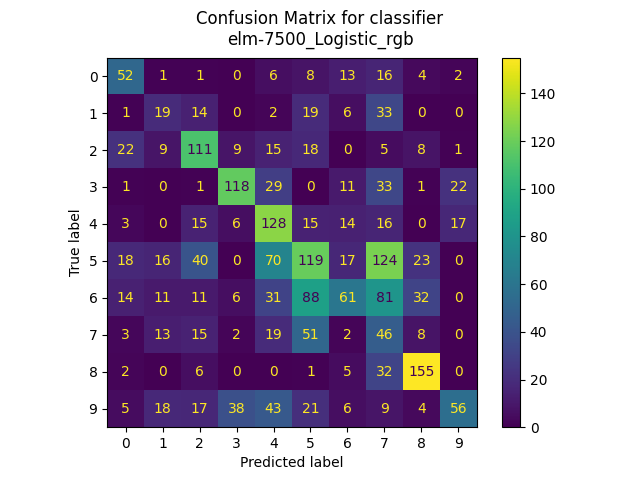 Confusion Matrix for classifier
elm-7500_Logistic_rgb
0 52 1 1 0 6 8 13 16 4 2
1 1 19 14 0 2 19 6 33 0 0
2 22 9 111 9 15 18 0 5 8 1
3 1 0 1 118 29 0 11 33 1 22
4 3 0 15 6 128 15 14 16 0 17
5 18 16 40 0 70 119 17 124 23 0
6 14 11 11 6 31 88 61 81 32 0
7 3 13 15 2 19 51 2 46 8 0
8 2 0 6 0 0 1 5 32 155 0
9 5 18 17 38 43 21 6 9 4 56
0 1 2 3 4 5 6 7 8 9
Predicted label
True label
140
120
100
80
60
40
20
0